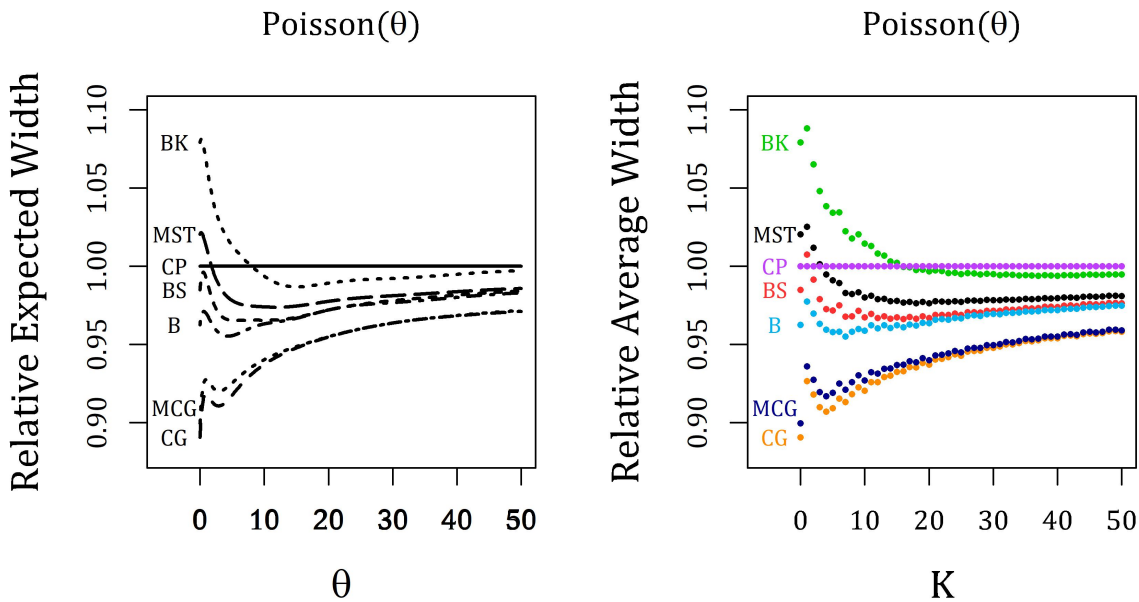 Poisson(θ)
Relative Expected Width
1.10
1.05
1.00
0.95
0.90
BK
MST
CP
BS
B
MCG
CG
0 10 20 30 40 50
θ
Poisson(θ)
Relative Average Width
1.10
1.05
1.00
0.95
0.90
BK
MST
CP
BS
B
MCG
CG
0 10 20 30 40 50
K